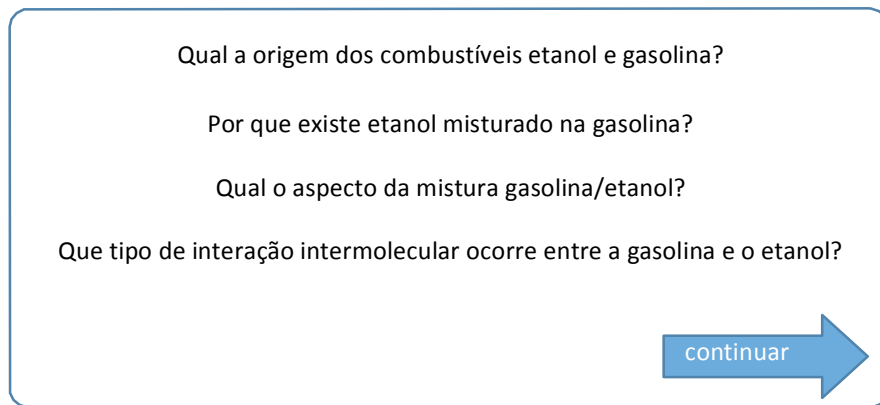 Qual a origem dos combustíveis etanol e gasolina?
Por que existe etanol misturado na gasolina?
Qual o aspecto da mistura gasolina/etanol?
Que tipo de interação intermolecular ocorre entre a gasolina e o etanol?
continuar